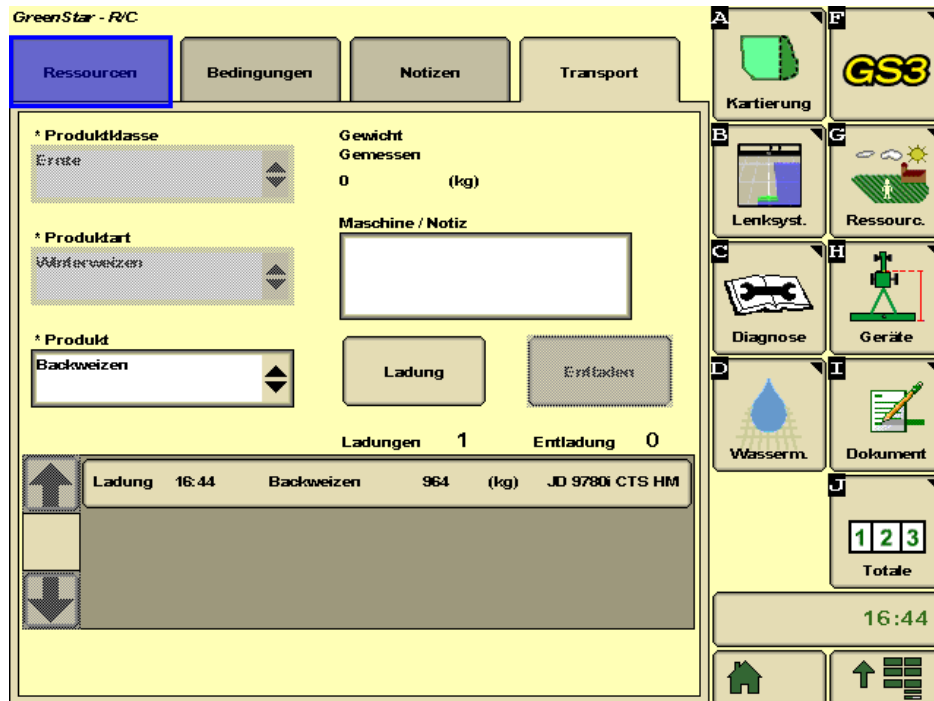 GreenStar - R/C
Ressourcen
Bedingungen
Notizen
Transport
* Produktklasse
Ernte
Gewicht
Gemessen
0 (kg)
* Produktart
Winterweizen
Maschine / Notiz
* Produkt
Backweizen
Ladung
Entladen
Ladungen 1
Entladung 0
Ladung 16:44 Backweizen 964 (kg) JD 9780i CTS HM
A
Kartierung
F
GS3
B
Lenksyst.
G
Ressourc.
C
Diagnose
H
Geräte
D
Wasserm.
I
Dokument
J
1 2 3
Totale
16:44